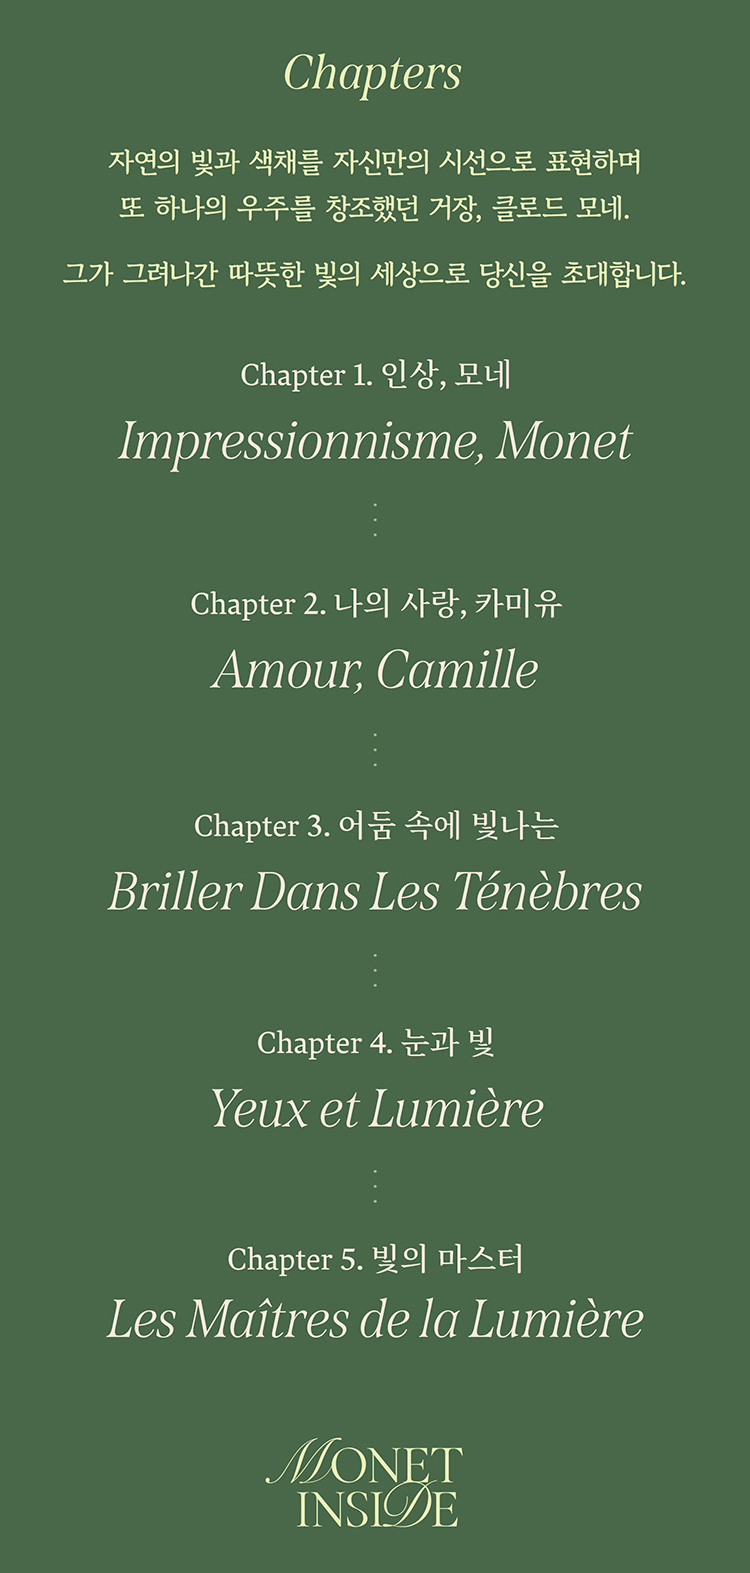 Chapters
자연의 빛과 색채를 자신만의 시선으로 표현하며
또 하나의 우주를 창조했던 거장, 클로드 모네.
그가 그려나간 따뜻한 빛의 세상으로 당신을 초대합니다.
Chapter 1. 인상, 모네
Impressionnisme, Monet
Chapter 2. 나의 사랑, 카미유
Amour, Camille
Chapter 3. 어둠 속에 빛나는
Briller Dans Les Ténèbres
Chapter 4. 눈과 빛
Yeux et Lumière
Chapter 5. 빛의 마스터
Les Maîtres de la Lumière
MONET
INSIDE